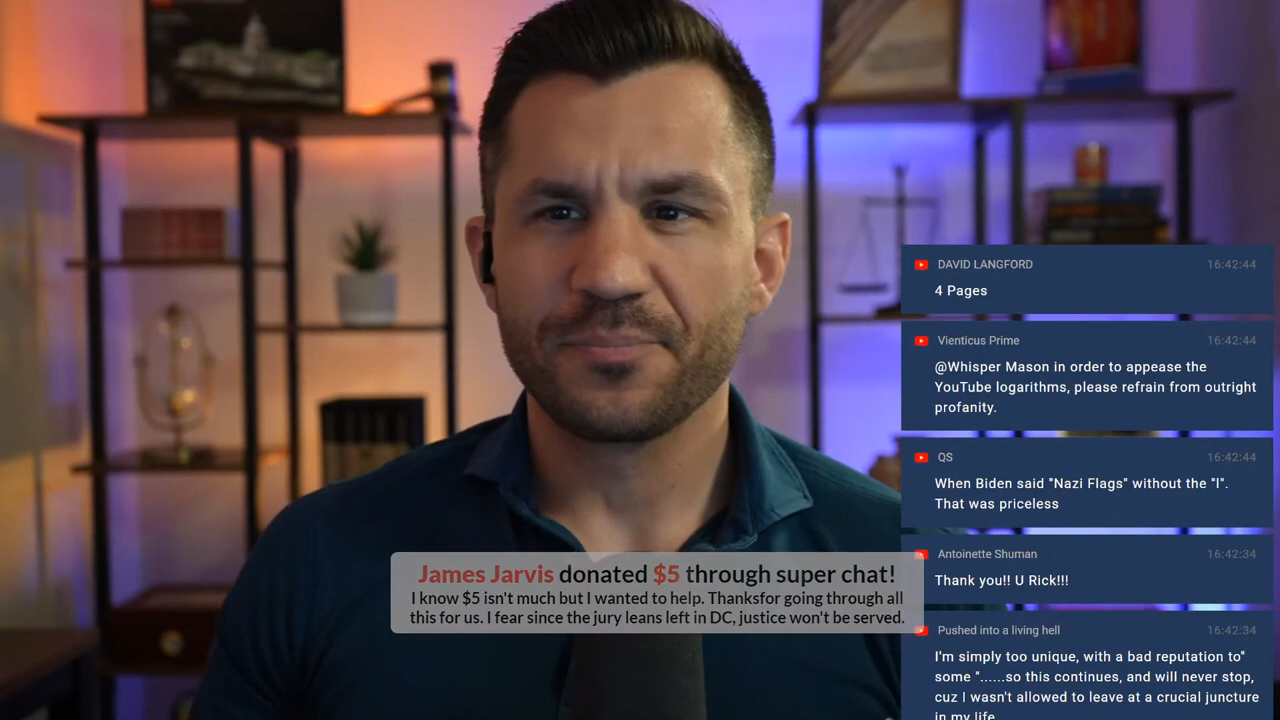 DAVID LANGFORD 16:42:44
4 Pages
Vienticus Prime 16:42:44
@Whisper Mason in order to appease the
YouTube logarithms, please refrain from outright
profanity.
QS 16:42:44
When Biden said "Nazi Flags" without the "l".
That was priceless
Antoinette Shuman 16:42:34
Thank you!! U Rick!!!
James Jarvis donated $5 through super chat!
I know $5 isn't much but I wanted to help. Thanksfor going through all
this for us. I fear since the jury leans left in DC, justice won't be served.
Pushed into a living hell 16:42:34
I'm simply too unique, with a bad reputation to"
some "......so this continues, and will never stop,
cuz I wasn't allowed to leave at a crucial juncture
in my life